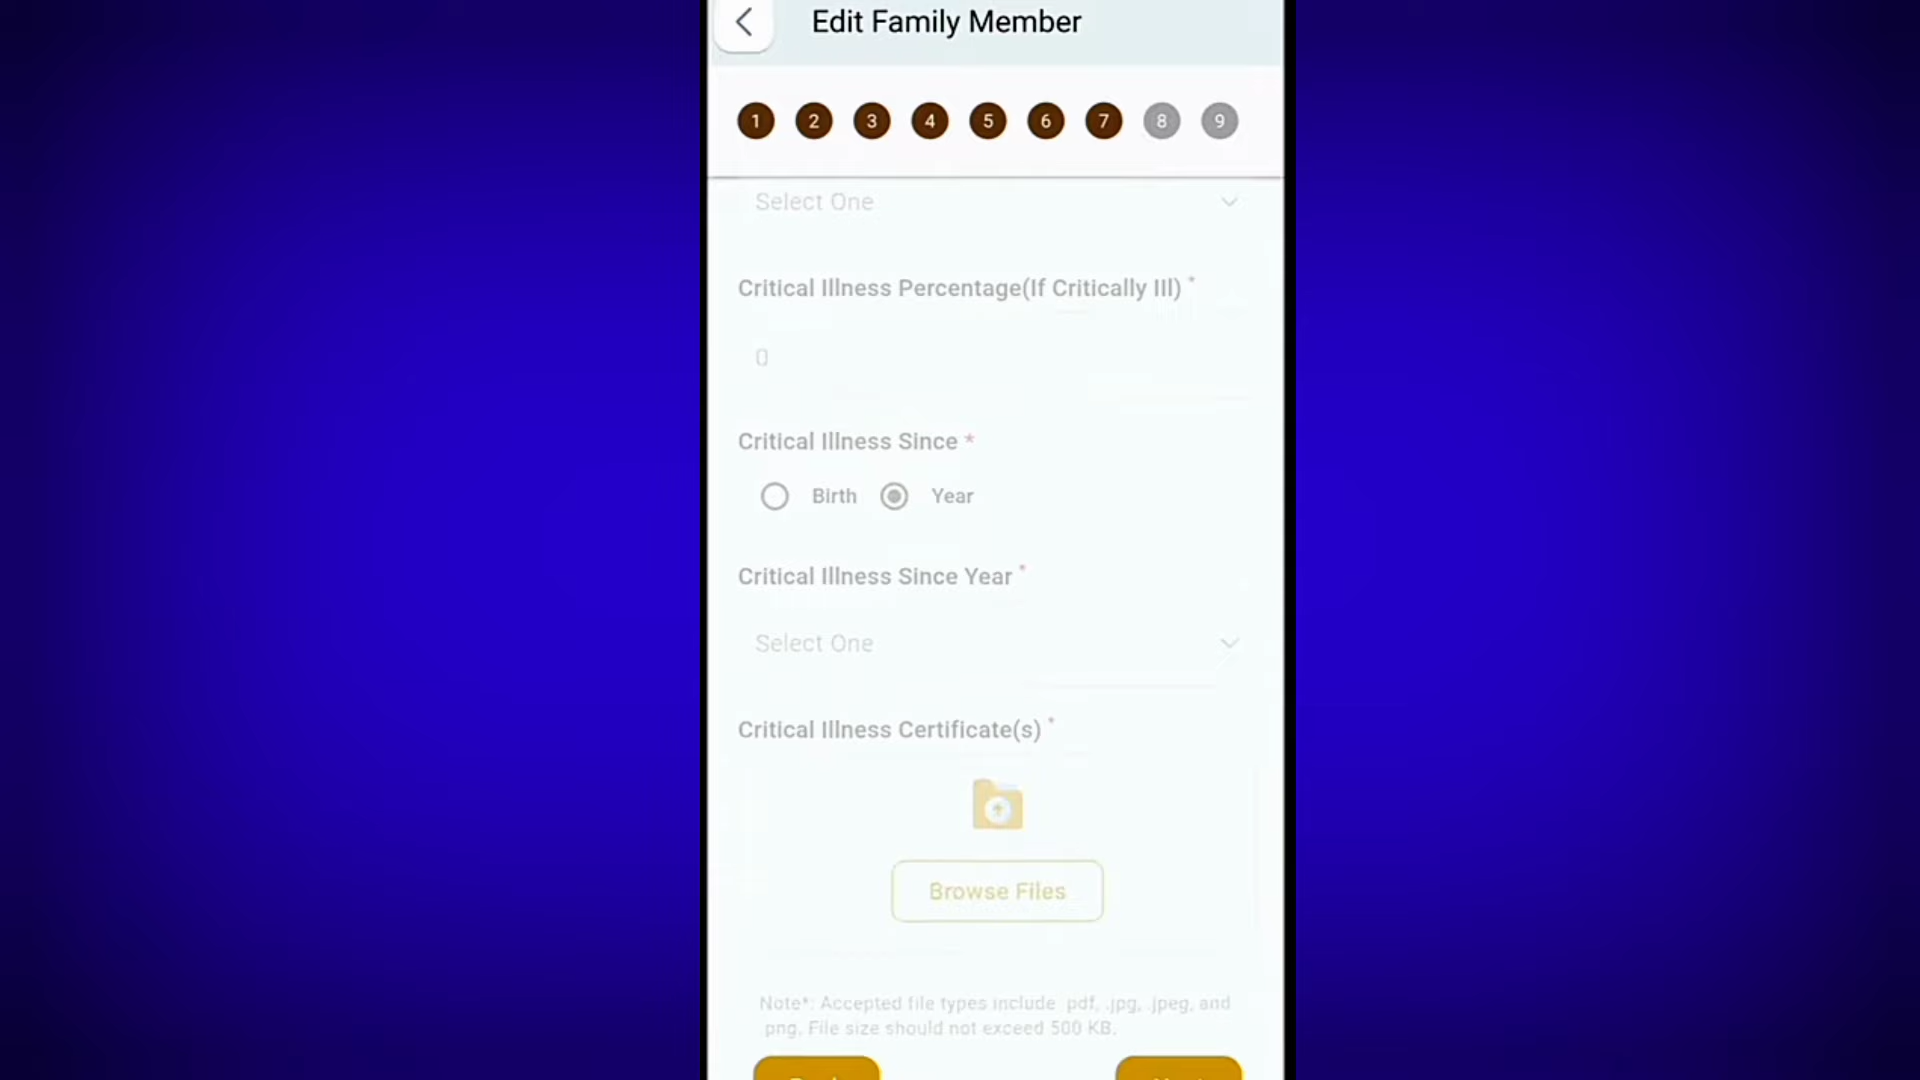 Edit Family Member
1 2 3 4 5 6 7 8 9
Select One
Critical Illness Percentage(If Critically Ill) *
0
Critical Illness Since *
Birth Year
Critical Illness Since Year *
Select One
Critical Illness Certificate(s) *
Browse Files
Note*: Accepted file types include .pdf, .jpg, .jpeg, and
.png, File size should not exceed 500 KB.